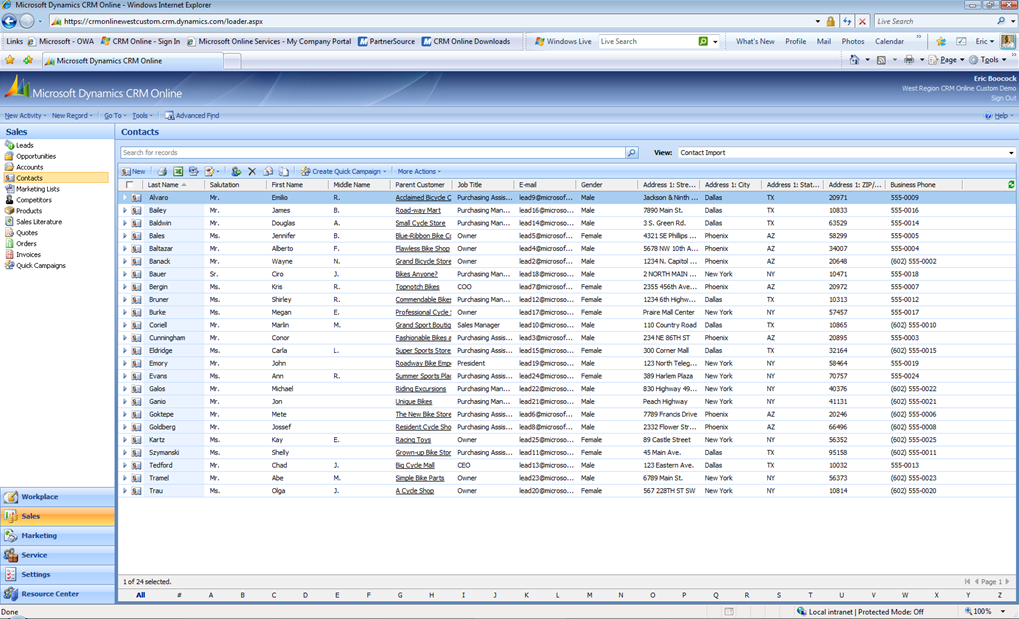 Microsoft Dynamics CRM Online - Windows Internet Explorer
https://crmonlinewestcustom.crm.dynamics.com/loader.aspx Live Search
Links Microsoft - OWA CRM Online - Sign In Microsoft Online Services - My Company Portal PartnerSource CRM Online Downloads Windows Live Live Search What's New Profile Mail Photos Calendar » Eric
Microsoft Dynamics CRM Online Page Tools »
Microsoft Dynamics CRM Online
Eric Boocock
West Region CRM Online Custom Demo
Sign Out
New Activity New Record Go To Tools Advanced Find Help
Sales
Leads
Opportunities
Accounts
Contacts
Marketing Lists
Competitors
Products
Sales Literature
Quotes
Orders
Invoices
Quick Campaigns
Workplace
Sales
Marketing
Service
Settings
Resource Center
Contacts
Search for records View: Contact Import
New Create Quick Campaign More Actions
Last Name Salutation First Name Middle Name Parent Customer Job Title E-mail Gender Address 1: Stre... Address 1: City Address 1: Stat... Address 1: ZIP/... Business Phone
Alvaro Mr. Emilio R. Acclaimed Bicycle C Purchasing Assis... lead9@microsof... Male Jackson & Ninth ... Dallas TX 20971 555-0009
Bailey Mr. James B. Road-way Mart Purchasing Man... lead16@microso... Male 7890 Main St. Dallas TX 10833 555-0016
Baldwin Mr. Douglas A. Small Cycle Store Purchasing Man... lead14@microso... Male 3 S. Green Rd. Dallas TX 63529 555-0014
Bales Ms. Jennifer B. Blue-Ribbon Bike Co Owner lead5@microsof... Female 4321 SE Phillips ... Phoenix AZ 58299 555-0005
Baltazar Mr. Alberto F. Flawless Bike Shop Owner lead4@microsof... Male 5678 NW 10th A... Phoenix AZ 34007 555-0004
Banack Mr. Wayne N. Grand Bicycle Store Owner lead2@microsof... Male 1234 N. Capitol ... Phoenix AZ 20648 (602) 555-0002
Bauer Sr. Ciro J. Bikes Anyone? Purchasing Man... lead18@microso... Male 2 NORTH MAIN ... New York NY 10471 555-0018
Bergin Ms. Kris R. Topnotch Bikes COO lead7@microsof... Female 2355 456th Ave... Phoenix AZ 20972 555-0007
Bruner Ms. Shirley R. Commendable Bikes Purchasing Man... lead12@microso... Female 1234 6th Highw... Dallas TX 10313 555-0012
Burke Ms. Megan E. Professional Cycle Owner lead17@microso... Female Praire Mall Center New York NY 57457 555-0017
Coriell Mr. Marlin M. Grand Sport Boutiq Sales Manager lead10@microso... Male 110 Country Road Dallas TX 10865 (602) 555-0010
Cunningham Mr. Conor Fashionable Bikes a Purchasing Man... lead3@microsof... Male 234 NE 86TH ST Phoenix AZ 20895 555-0003
Eldridge Ms. Carla L. Super Sports Store Purchasing Man... lead15@microso... Female 300 Corner Mall Dallas TX 32164 (602) 555-0015
Emory Mr. John Roadway Bike Emp President lead19@microso... Male 123 North Teleg... New York NY 58464 555-0019
Evans Ms. Ann R. Summer Sports Plac Purchasing Man... lead24@microso... Female 389 Harlem Plaza New York NY 70757 555-0024
Galos Mr. Michael Riding Excursions Purchasing Man... lead22@microso... Male 830 Highway 49... New York NY 40376 (602) 555-0022
Ganio Mr. Jon Unique Bikes Purchasing Man... lead21@microso... Male Peach Highway New York NY 41131 (602) 555-0021
Goktepe Mr. Mete The New Bike Store Purchasing Assis... lead6@microsof... Male 7789 Francis Drive Phoenix AZ 20246 (602) 555-0006
Goldberg Mr. Jossef Resident Cycle Shop Purchasing Assis... lead8@microsof... Male 2332 Flower Str... Phoenix AZ 66496 (602) 555-0008
Kartz Ms. Kay E. Racing Toys Owner lead25@microso... Female 89 Castle Street New York NY 56352 (602) 555-0025
Szymanski Ms. Shelly Grown-up Bike Stor Purchasing Assis... lead11@microso... Female 45 Main Ave. Dallas TX 95158 (602) 555-0011
Tedford Mr. Chad J. Big Cycle Mall CEO lead13@microso... Male 123 Eastern Ave. Dallas TX 10032 555-0013
Tramel Mr. Abe M. Simple Bike Parts Owner lead23@microso... Male 6789 Main St. New York NY 56373 (602) 555-0023
Trau Ms. Olga J. A Cycle Shop Owner lead20@microso... Female 567 228TH ST SW New York NY 10814 (602) 555-0020
1 of 24 selected. Page 1
All # A B C D E F G H I J K L M N O P Q R S T U V W X Y Z
Done Local intranet | Protected Mode: Off 100%